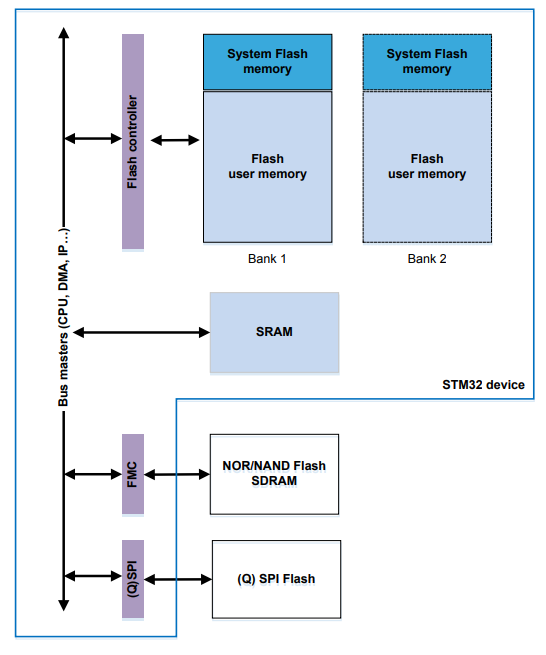 System Flash
memory
System Flash
memory
Flash controller
Flash
user memory
Flash
user memory
Bank 1
Bank 2
Bus masters (CPU, DMA, IP…)
SRAM
STM32 device
FMC
NOR/NAND Flash
SDRAM
(Q)SPI
(Q) SPI Flash